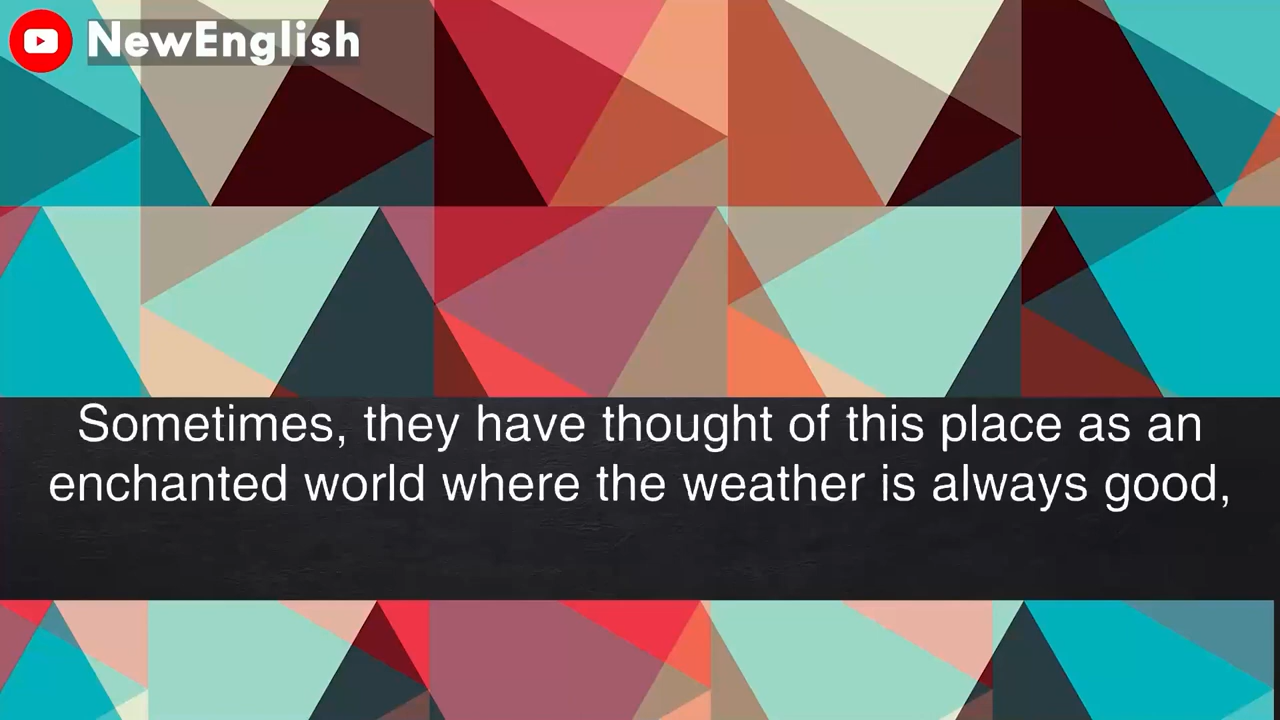 NewEnglish
Sometimes, they have thought of this place as an
enchanted world where the weather is always good,